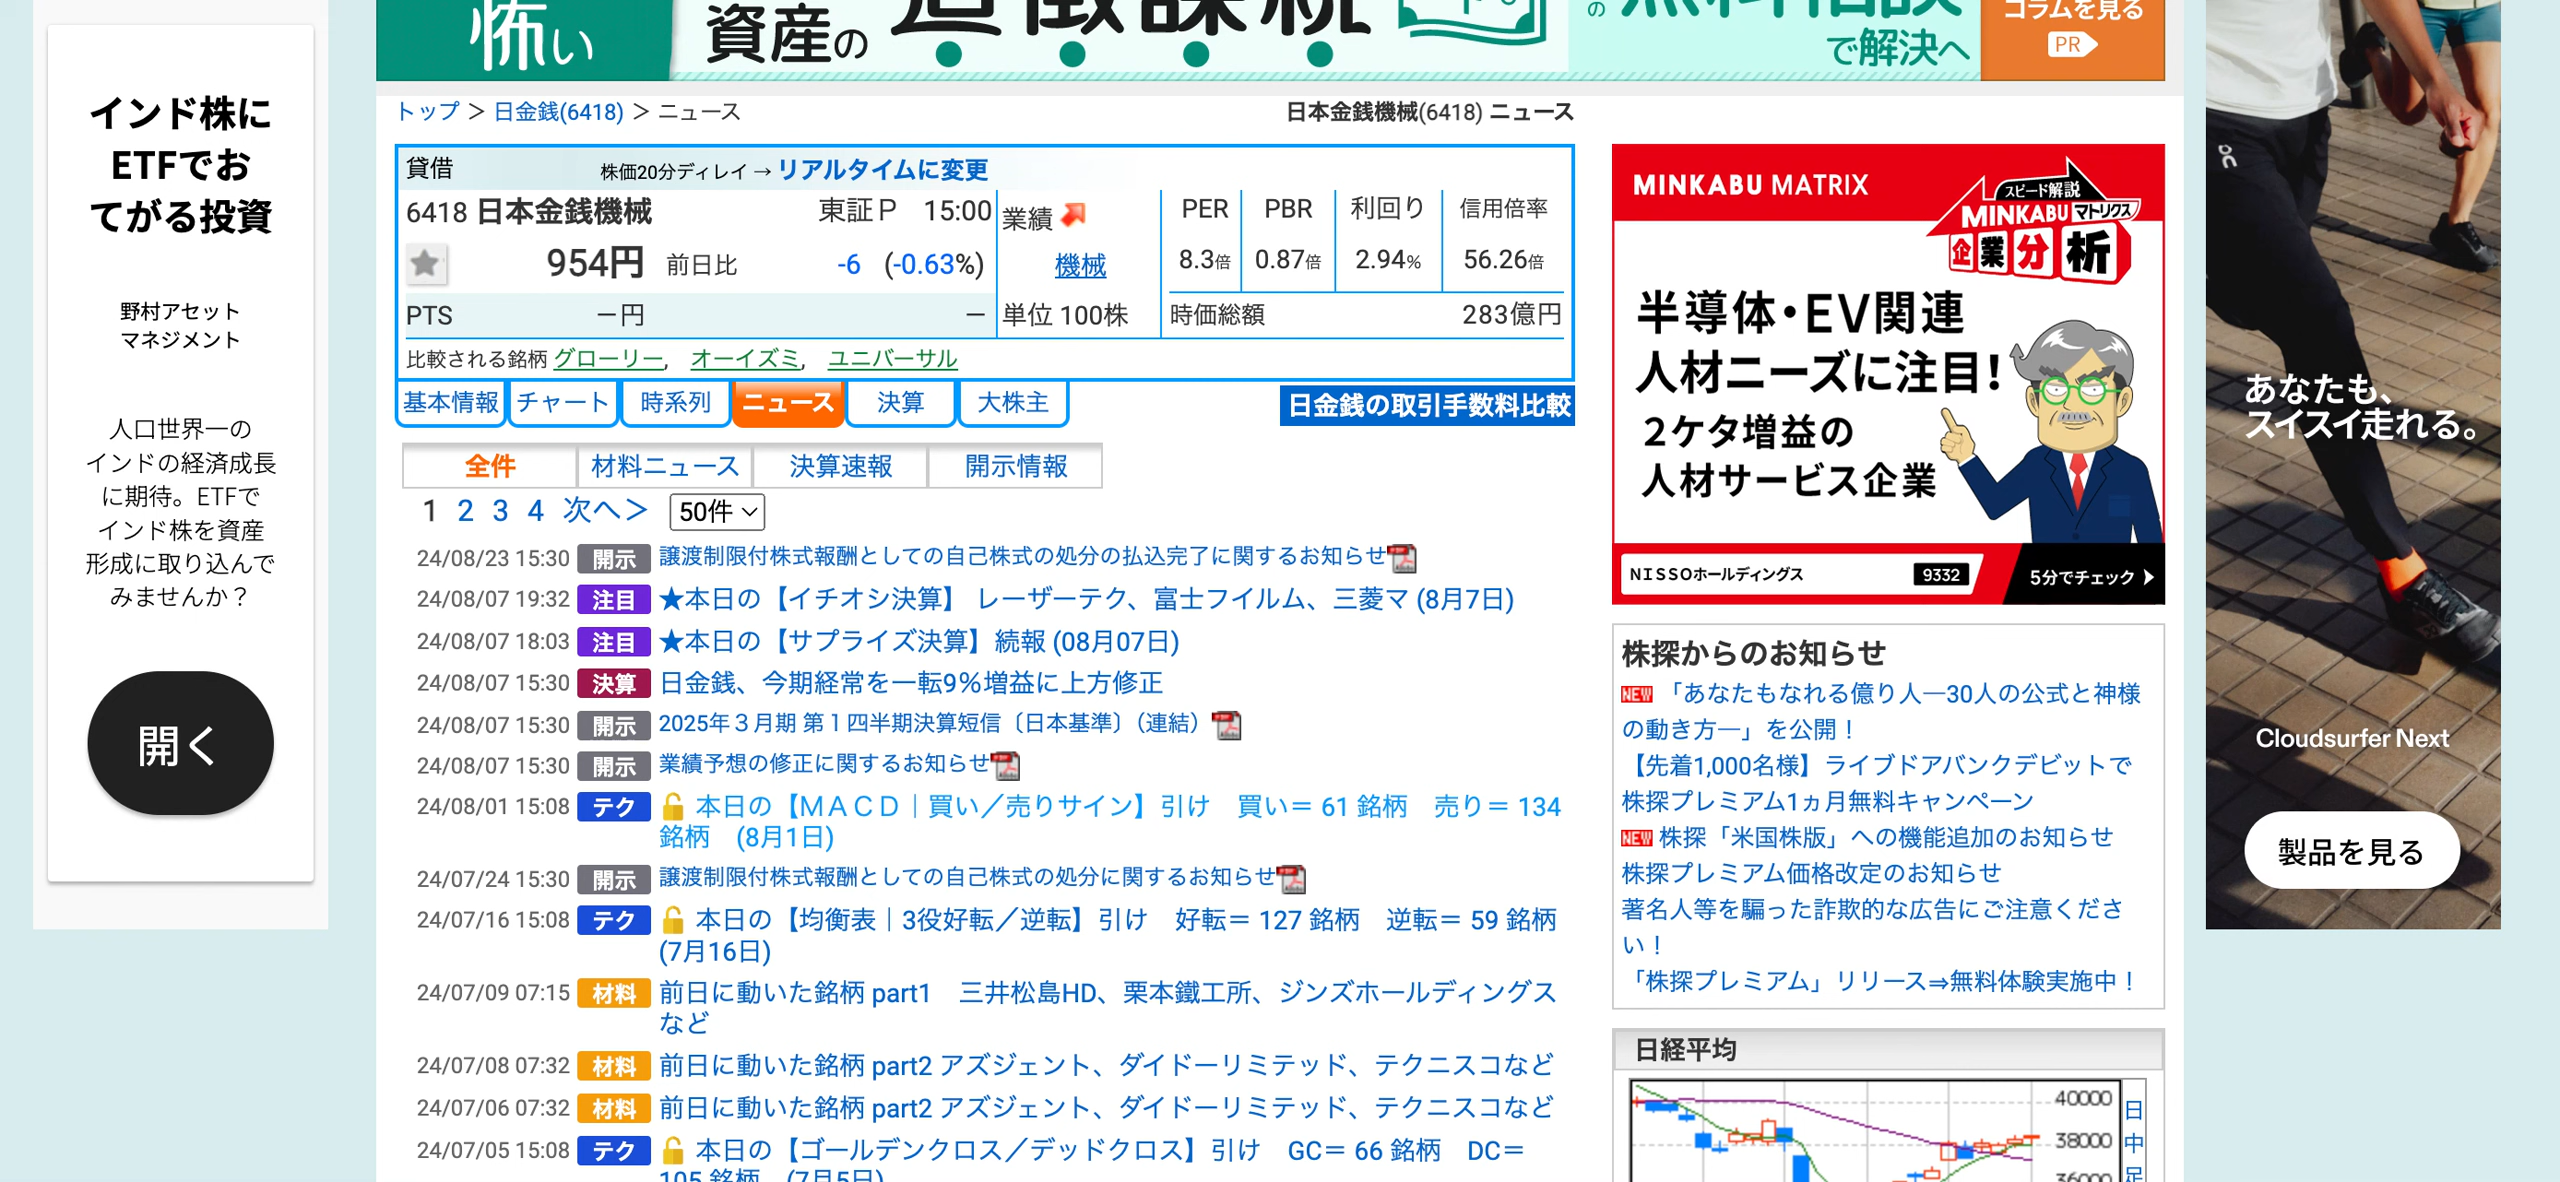 怖い
資産の
の
で解決へ
コラムを見る
PR
インド株に
ETFでお
てがる投資
野村アセット
マネジメント
人口世界一の
インドの経済成長
に期待。ETFで
インド株を資産
形成に取り込んで
みませんか?
開く
トップ > 日金銭(6418) > ニュース
日本金銭機械(6418) ニュース
貸借
株価20分ディレイ → リアルタイムに変更
6418 日本金銭機械
東証P 15:00
954円 前日比 -6 (-0.63%)
PTS －円 －
業績
機械
単位 100株
PER PBR 利回り 信用倍率
8.3倍 0.87倍 2.94% 56.26倍
時価総額 283億円
比較される銘柄 グローリー, オーイズミ, ユニバーサル
基本情報 チャート 時系列 ニュース 決算 大株主
日金銭の取引手数料比較
全件 材料ニュース 決算速報 開示情報
1 2 3 4 次へ＞ 50件
24/08/23 15:30 開示 譲渡制限付株式報酬としての自己株式の処分の払込完了に関するお知らせ
24/08/07 19:32 注目 ★本日の【イチオシ決算】 レーザーテク、富士フイルム、三菱マ (8月7日)
24/08/07 18:03 注目 ★本日の【サプライズ決算】続報 (08月07日)
24/08/07 15:30 決算 日金銭、今期経常を一転9％増益に上方修正
24/08/07 15:30 開示 2025年３月期 第１四半期決算短信〔日本基準〕（連結）
24/08/07 15:30 開示 業績予想の修正に関するお知らせ
24/08/01 15:08 テク 本日の【ＭＡＣＤ｜買い／売りサイン】引け　買い＝ 61 銘柄　売り＝ 134
銘柄　(8月1日)
24/07/24 15:30 開示 譲渡制限付株式報酬としての自己株式の処分に関するお知らせ
24/07/16 15:08 テク 本日の【均衡表｜3役好転／逆転】引け　好転＝ 127 銘柄　逆転＝ 59 銘柄
(7月16日)
24/07/09 07:15 材料 前日に動いた銘柄 part1　三井松島HD、栗本鐵工所、ジンズホールディングス
など
24/07/08 07:32 材料 前日に動いた銘柄 part2 アズジェント、ダイドーリミテッド、テクニスコなど
24/07/06 07:32 材料 前日に動いた銘柄 part2 アズジェント、ダイドーリミテッド、テクニスコなど
24/07/05 15:08 テク 本日の【ゴールデンクロス／デッドクロス】引け　GC＝ 66 銘柄　DC＝
105 銘柄　(7月5日)
MINKABU MATRIX
スピード解説
MINKABU マトリクス
企業分析
半導体・EV関連
人材ニーズに注目!
2ケタ増益の
人材サービス企業
NISSOホールディングス 9332 5分でチェック
株探からのお知らせ
NEW 「あなたもなれる億り人―30人の公式と神様
の動き方―」を公開！
【先着1,000名様】ライブドアバンクデビットで
株探プレミアム1ヵ月無料キャンペーン
NEW 株探「米国株版」への機能追加のお知らせ
株探プレミアム価格改定のお知らせ
著名人等を騙った詐欺的な広告にご注意くださ
い！
「株探プレミアム」リリース⇒無料体験実施中！
日経平均
40000
38000
36000
日
中
足
あなたも、
スイスイ走れる。
Cloudsurfer Next
製品を見る